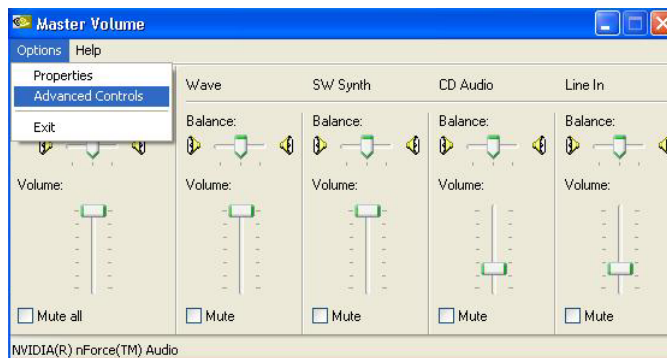 Master Volume
Options Help
Properties
Advanced Controls
Exit
Wave SW Synth CD Audio Line In
Balance: Balance: Balance: Balance:
Volume: Volume: Volume: Volume: Volume:
Mute all Mute Mute Mute Mute
NVIDIA(R) nForce(TM) Audio